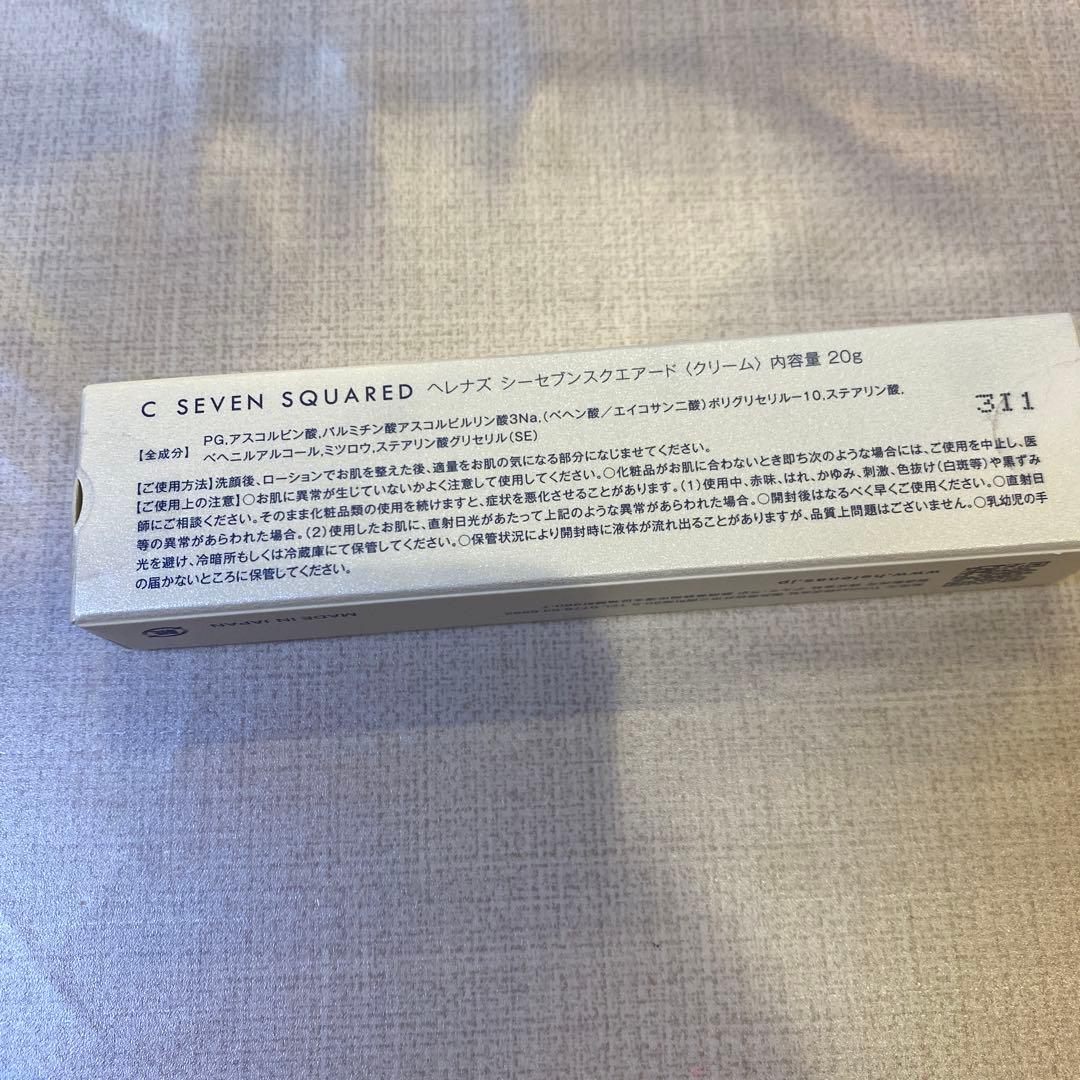 C SEVEN SQUARED ヘレナズ シーセブンスクエアード〈クリーム〉内容量 20g
【全成分】PG,アスコルビン酸,パルミチン酸アスコルビルリン酸3Na,(ベヘン酸/エイコサン二酸)ポリグリセリル-10,ステアリン酸,
ベヘニルアルコール,ミツロウ,ステアリン酸グリセリル(SE)
311
【ご使用方法】洗顔後、ローションでお肌を整えた後、適量をお肌の気になる部分になじませてください。
【ご使用上の注意】○お肌に異常が生じていないかよく注意して使用してください。○化粧品がお肌に合わないとき即ち次のような場合には、ご使用を中止し、医
師にご相談ください。そのまま化粧品類の使用を続けますと、症状を悪化させることがあります。(1)使用中、赤味、はれ、かゆみ、刺激、色抜け(白斑等)や黒ずみ
等の異常があらわれた場合。(2)使用したお肌に、直射日光があたって上記のような異常があらわれた場合。○開封後はなるべく早くご使用ください。○直射日
光を避け、冷暗所もしくは冷蔵庫にて保管してください。○保管状況により開封時に液体が流れ出ることがありますが、品質上問題はございません。○乳幼児の手
の届かないところに保管してください。
www.helenas.jp
MADE IN JAPAN